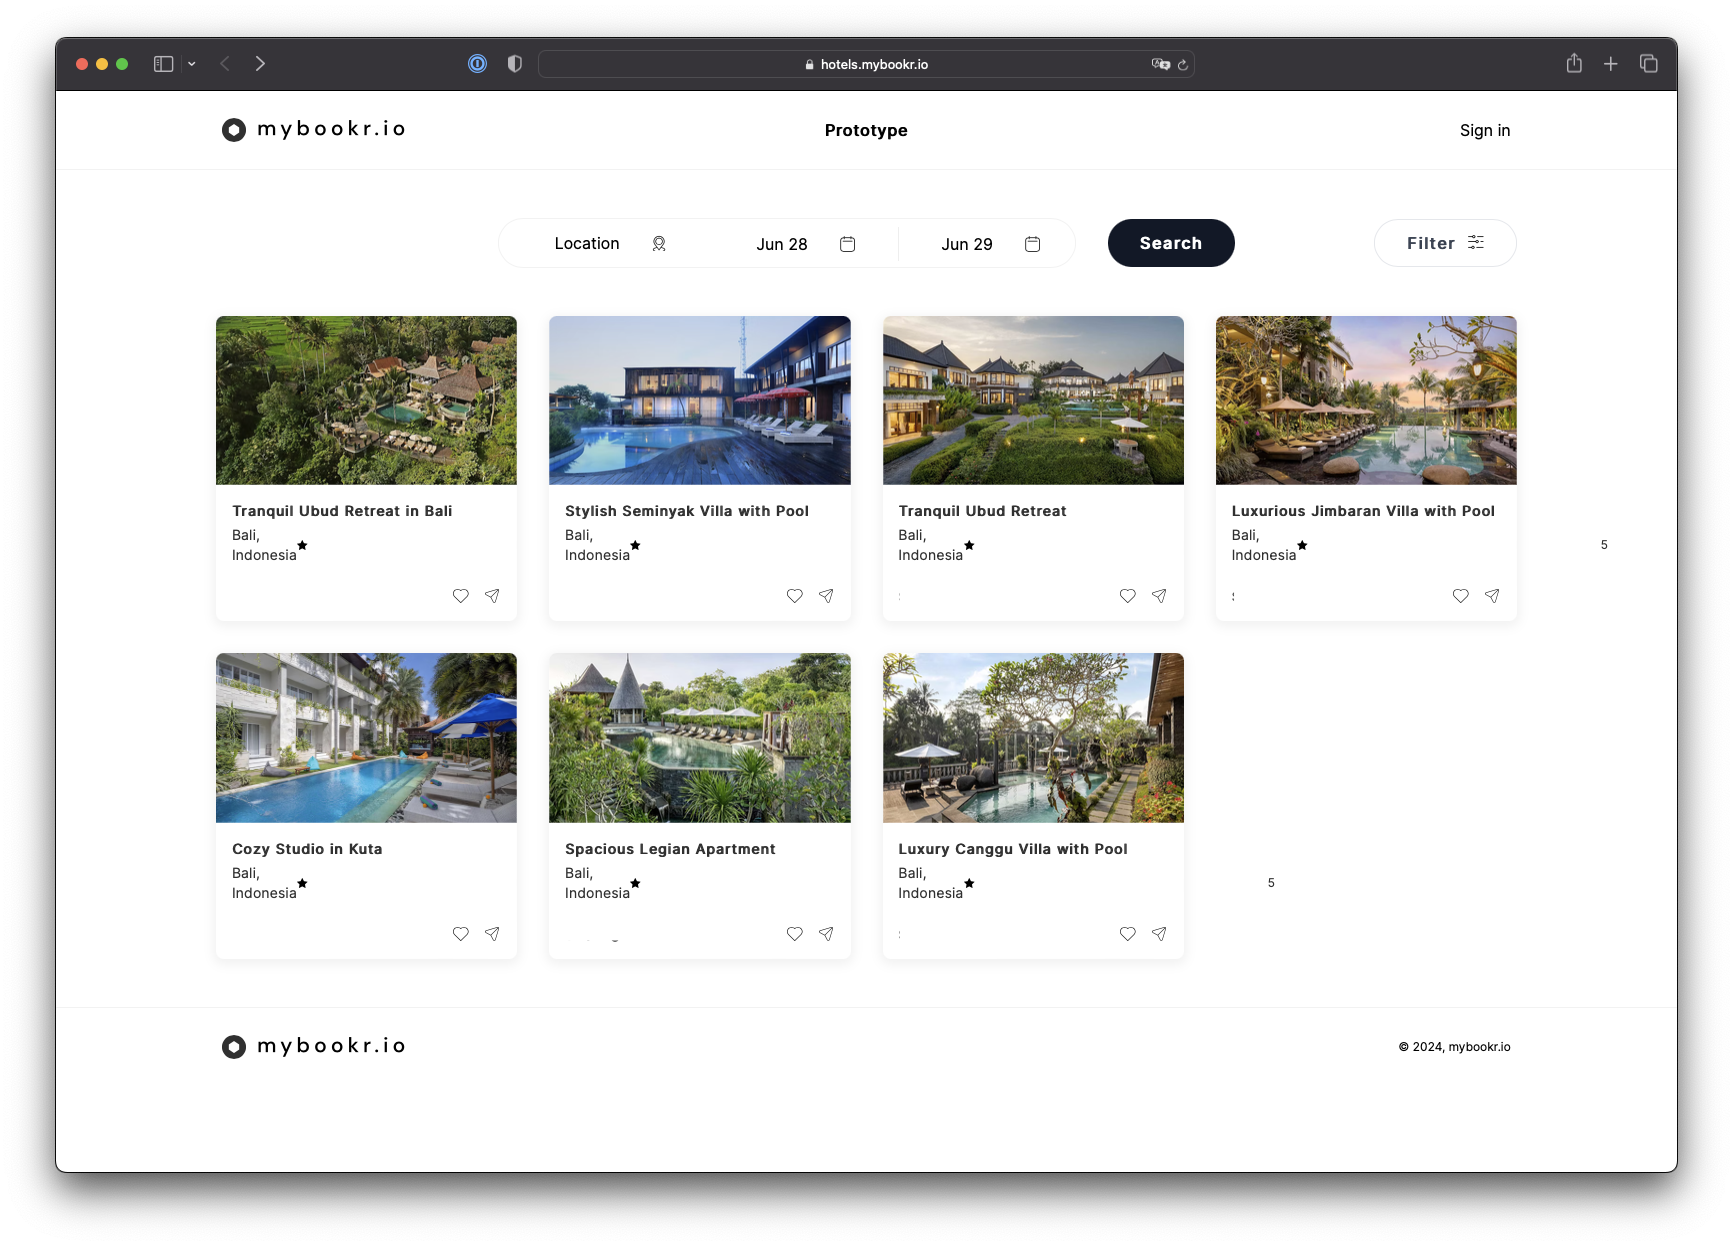 hotels.mybookr.io
mybookr.io
Prototype
Sign in
Location
Jun 28
Jun 29
Search
Filter
Tranquil Ubud Retreat in Bali
Bali,
Indonesia
Stylish Seminyak Villa with Pool
Bali,
Indonesia
Tranquil Ubud Retreat
Bali,
Indonesia
Luxurious Jimbaran Villa with Pool
Bali,
Indonesia
5
Cozy Studio in Kuta
Bali,
Indonesia
Spacious Legian Apartment
Bali,
Indonesia
Luxury Canggu Villa with Pool
Bali,
Indonesia
5
mybookr.io
© 2024, mybookr.io